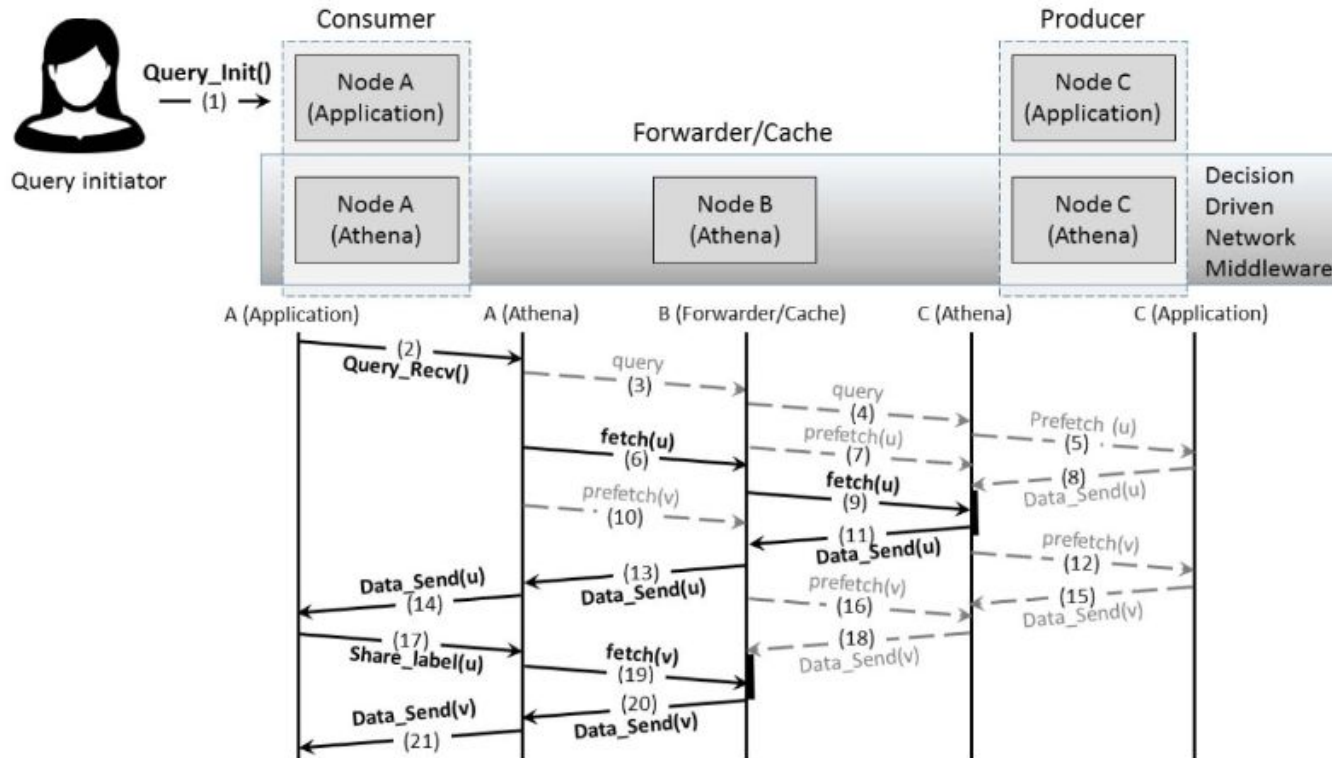 Consumer
Producer
Query_Init()
(1)
Query initiator
Node A
(Application)
Node C
(Application)
Forwarder/Cache
Node A
(Athena)
Node B
(Athena)
Node C
(Athena)
Decision
Driven
Network
Middleware
A (Application)
A (Athena)
B (Forwarder/Cache)
C (Athena)
C (Application)
(2)
Query_Recv()
query
(3)
query
(4)
Prefetch (u)
(5)
fetch(u)
(6)
prefetch(u)
(7)
(8)
Data_Send(u)
fetch(u)
(9)
prefetch(v)
(10)
(11)
Data_Send(u)
prefetch(v)
(12)
(13)
Data_Send(u)
Data_Send(u)
(14)
(15)
Data_Send(v)
prefetch(v)
(16)
(17)
Share_label(u)
(18)
Data_Send(v)
fetch(v)
(19)
(20)
Data_Send(v)
Data_Send(v)
(21)